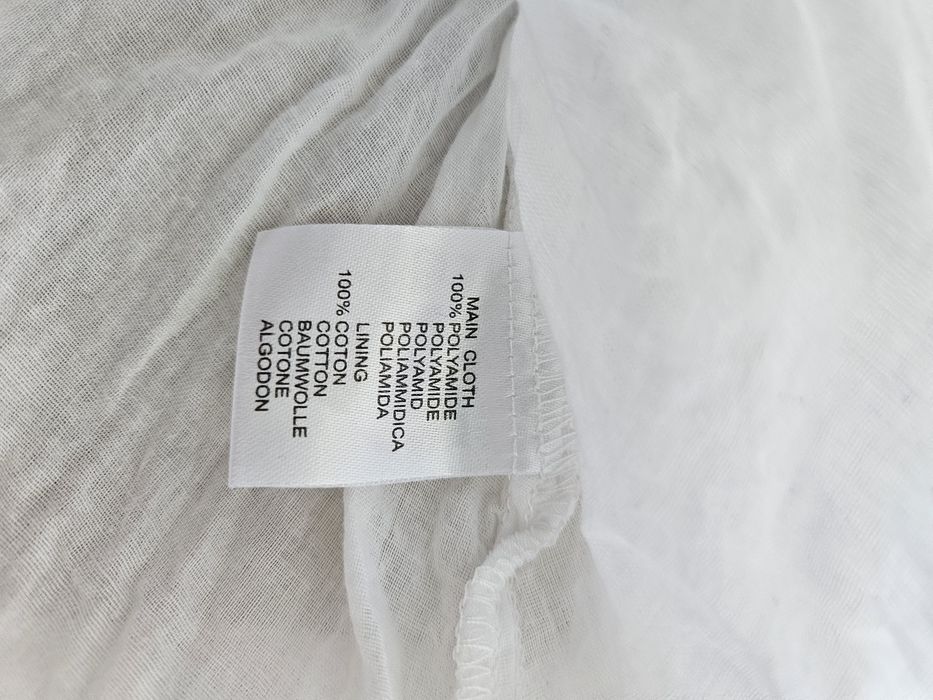 MAIN CLOTH
100% POLYAMIDE
POLYAMIDE
POLYAMID
POLIAMMIDICA
POLIAMIDA
LINING
100% COTON
COTTON
BAUMWOLLE
COTONE
ALGODON